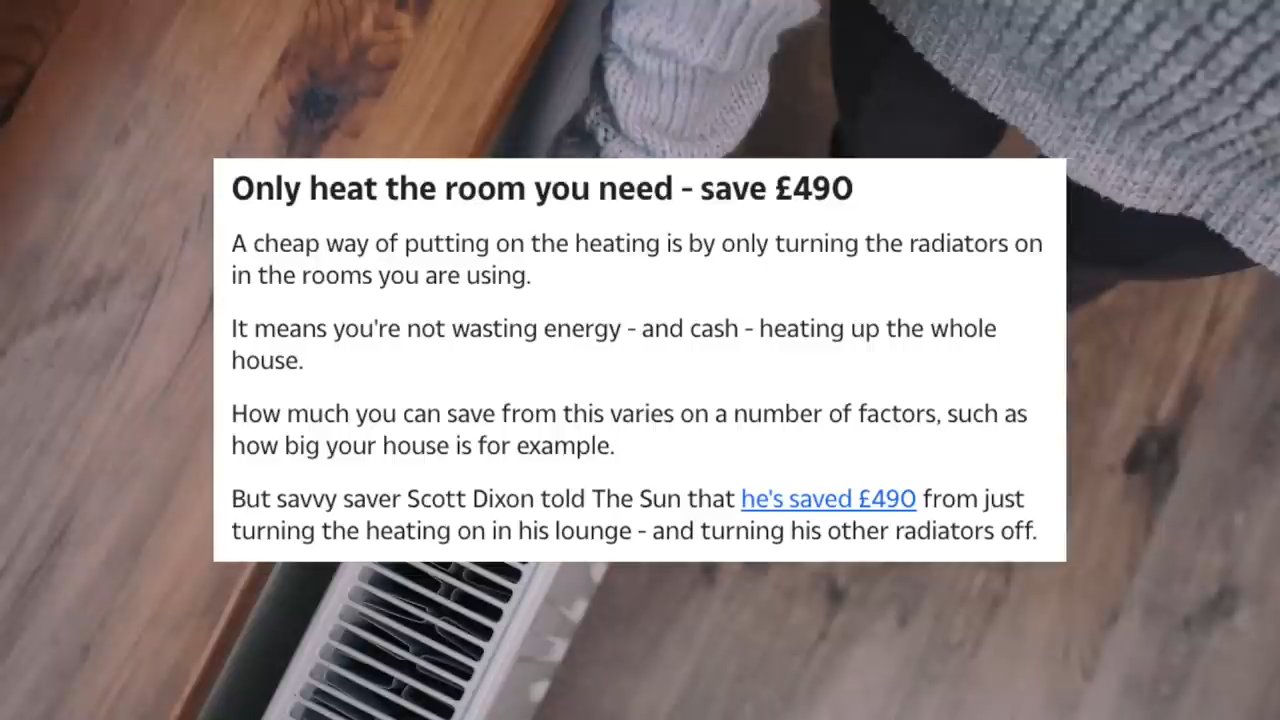 Only heat the room you need - save £490
A cheap way of putting on the heating is by only turning the radiators on
in the rooms you are using.
It means you're not wasting energy - and cash - heating up the whole
house.
How much you can save from this varies on a number of factors, such as
how big your house is for example.
But savvy saver Scott Dixon told The Sun that he's saved £490 from just
turning the heating on in his lounge - and turning his other radiators off.